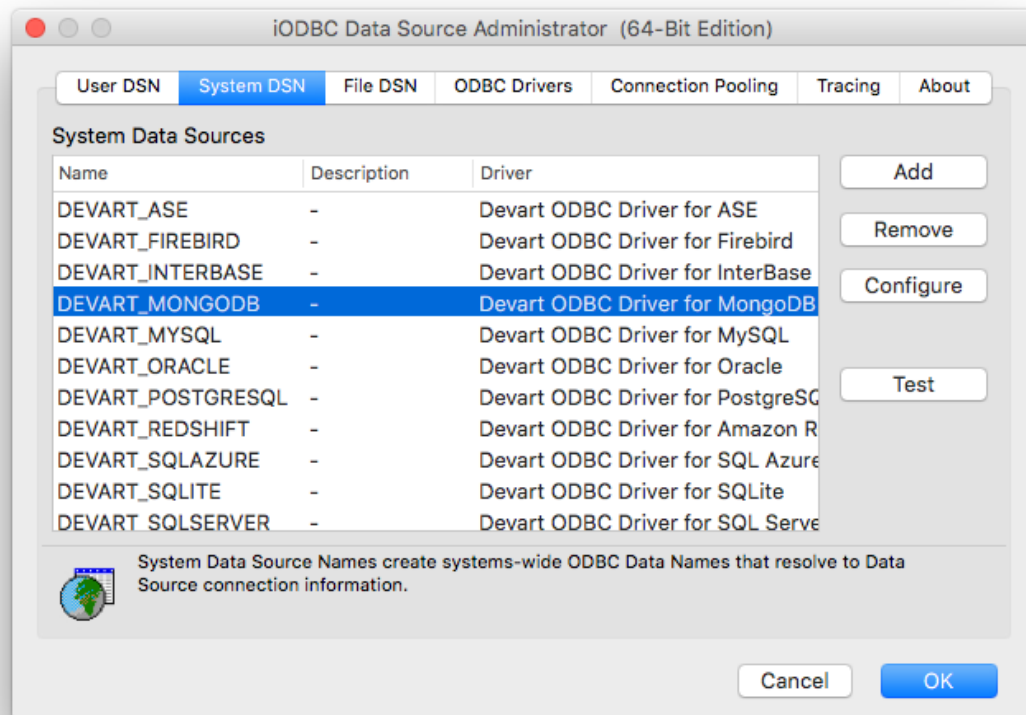 iODBC Data Source Administrator (64-Bit Edition)
User DSN System DSN File DSN ODBC Drivers Connection Pooling Tracing About
System Data Sources
Name Description Driver
DEVART_ASE - Devart ODBC Driver for ASE
DEVART_FIREBIRD - Devart ODBC Driver for Firebird
DEVART_INTERBASE - Devart ODBC Driver for InterBase
DEVART_MONGODB - Devart ODBC Driver for MongoDB
DEVART_MYSQL - Devart ODBC Driver for MySQL
DEVART_ORACLE - Devart ODBC Driver for Oracle
DEVART_POSTGRESQL - Devart ODBC Driver for PostgreSQ
DEVART_REDSHIFT - Devart ODBC Driver for Amazon R
DEVART_SQLAZURE - Devart ODBC Driver for SQL Azure
DEVART_SQLITE - Devart ODBC Driver for SQLite
DEVART_SQLSERVER - Devart ODBC Driver for SQL Serve
Add
Remove
Configure
Test
System Data Source Names create systems-wide ODBC Data Names that resolve to Data
Source connection information.
Cancel OK